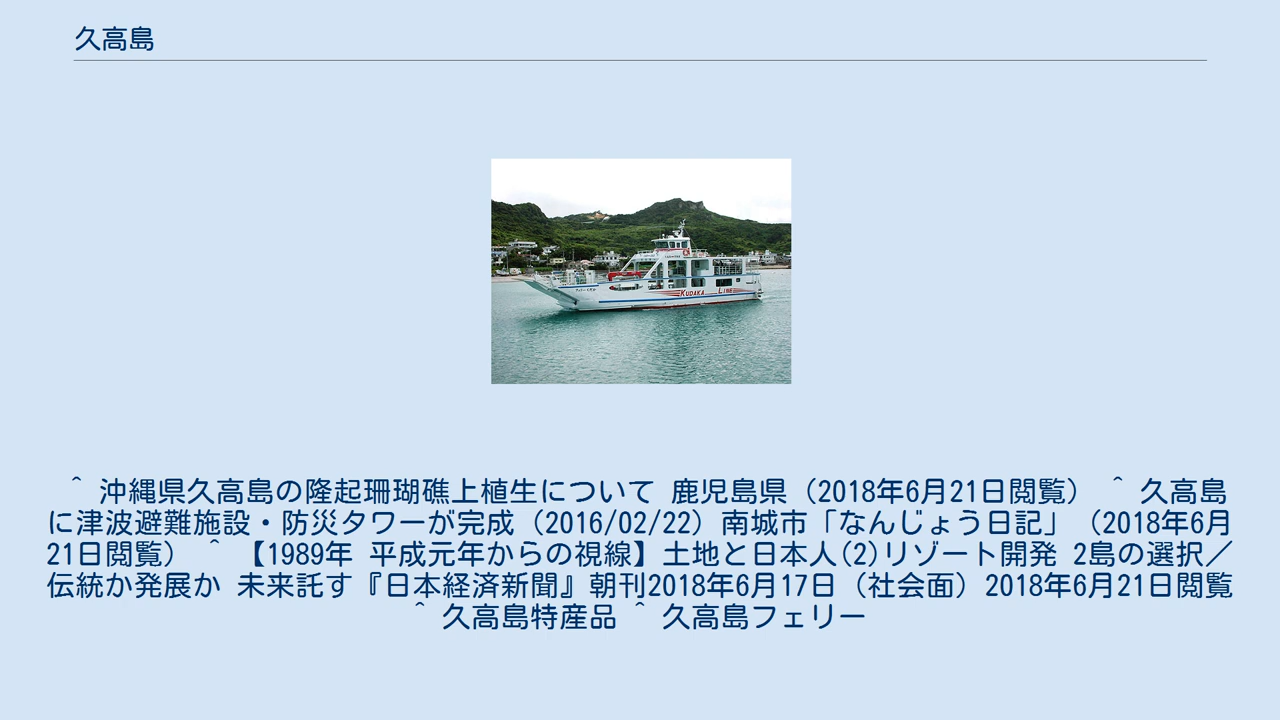 久高島
KUDAKA LINE
^ 沖縄県久高島の隆起珊瑚礁上植生について 鹿児島県（2018年6月21日閲覧） ^ 久高島
に津波避難施設・防災タワーが完成（2016/02/22）南城市「なんじょう日記」（2018年6月
21日閲覧） ^ 【1989年 平成元年からの視線】土地と日本人(2)リゾート開発 2島の選択／
伝統か発展か 未来託す『日本経済新聞』朝刊2018年6月17日（社会面）2018年6月21日閲覧
^ 久高島特産品 ^ 久高島フェリー